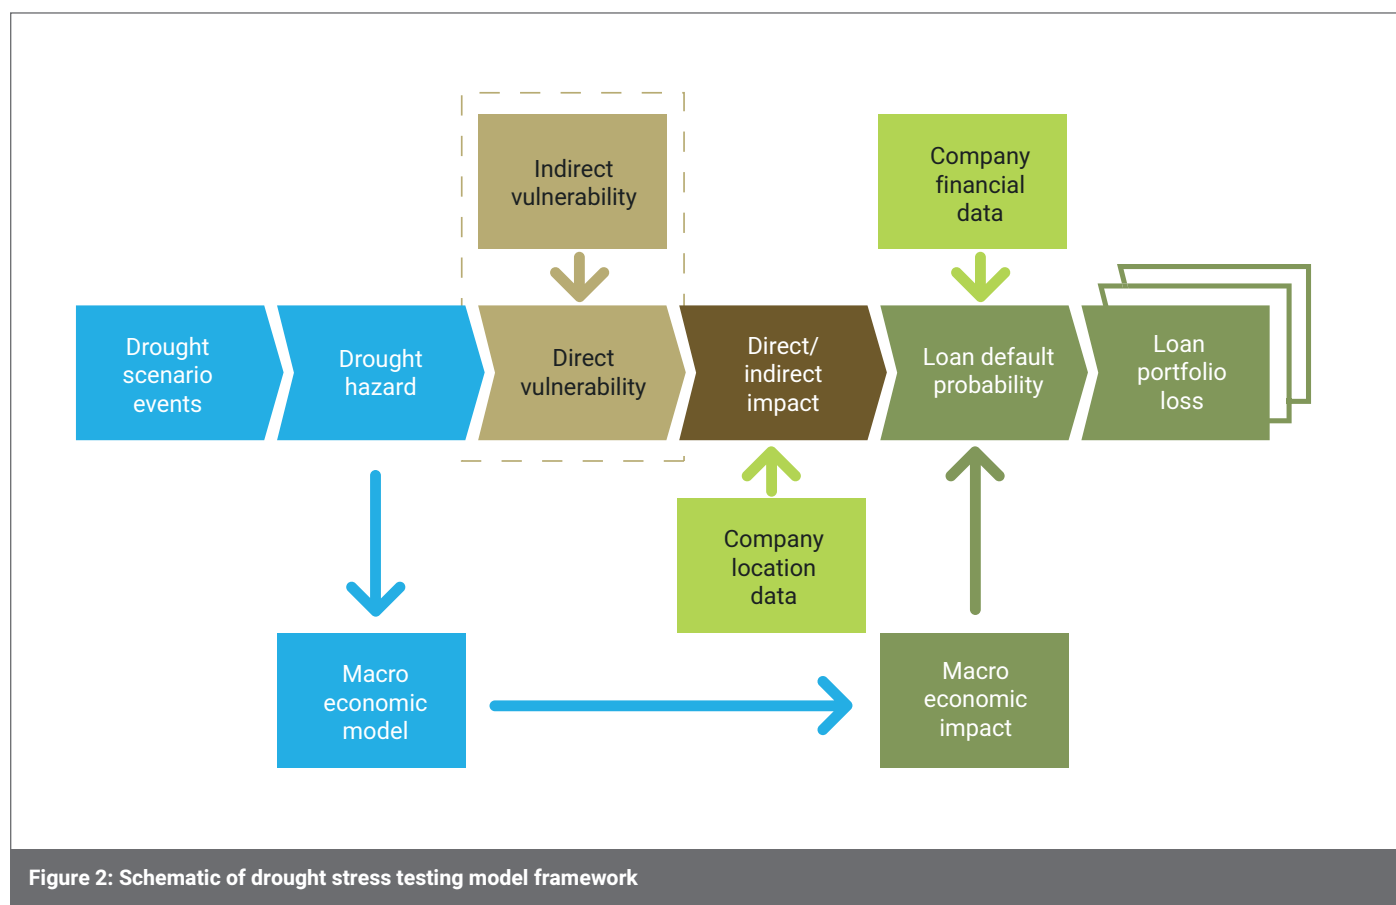 Indirect
vulnerability
Company
financial
data
Drought
scenario
events
Drought
hazard
Direct
vulnerability
Direct/
indirect
impact
Loan default
probability
Loan
portfolio
loss
Company
location
data
Macro
economic
model
Macro
economic
impact
Figure 2: Schematic of drought stress testing model framework